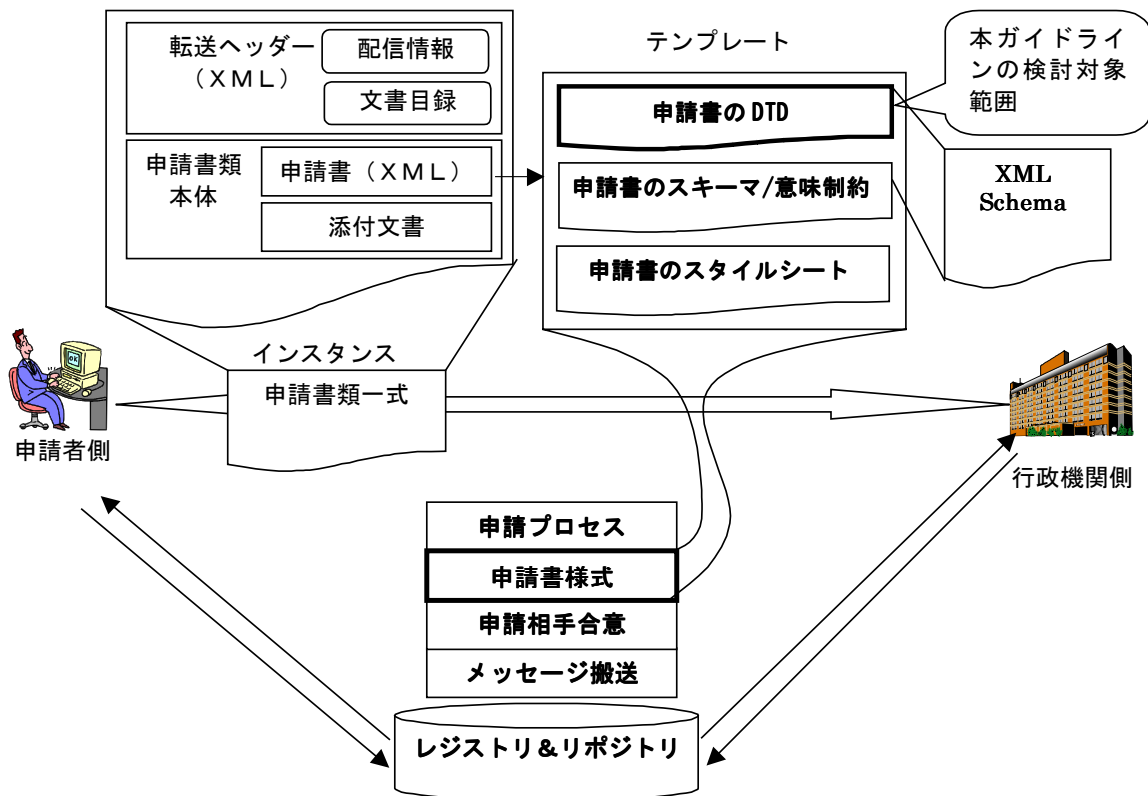 転送ヘッダー
（ＸＭＬ）
配信情報
文書目録
申請書類
本体
申請書（ＸＭＬ）
添付文書
テンプレート
申請書の DTD
申請書のスキーマ/意味制約
申請書のスタイルシート
本ガイドライ
ンの検討対象
範囲
XML
Schema
インスタンス
申請書類一式
OK
申請者側
行政機関側
申請プロセス
申請書様式
申請相手合意
メッセージ搬送
レジストリ＆リポジトリ